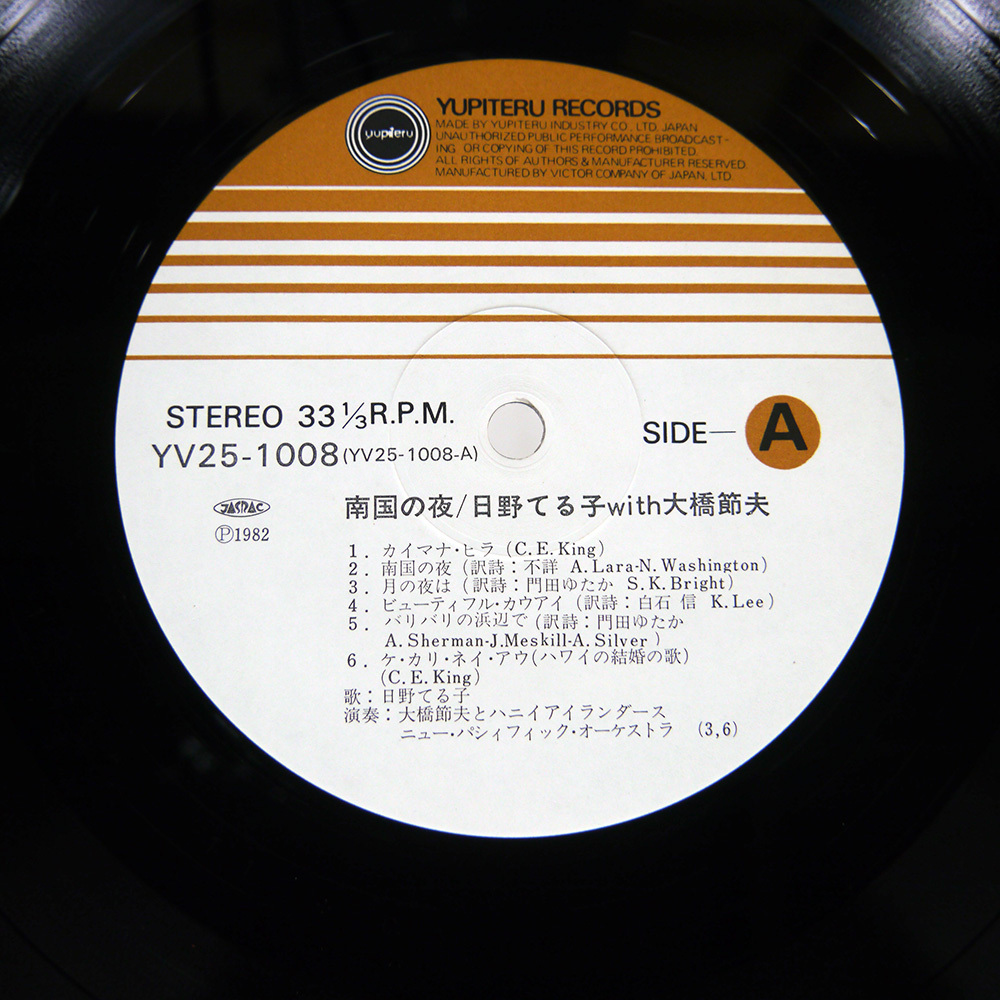 yupiteru
YUPITERU RECORDS
MADE BY YUPITERU INDUSTRY CO., LTD. JAPAN
UNAUTHORIZED PUBLIC PERFORMANCE BROADCAST-
ING OR COPYING OF THIS RECORD PROHIBITED.
ALL RIGHTS OF AUTHORS & MANUFACTURER RESERVED.
MANUFACTURED BY VICTOR COMPANY OF JAPAN, LTD.
STEREO 33⅓R.P.M.
SIDE—A
YV25-1008(YV25-1008-A)
JASRAC
Ⓟ1982
南国の夜/日野てる子with大橋節夫
1. カイマナ・ヒラ (C.E.King)
2. 南国の夜 (訳詩：不詳 A.Lara-N.Washington)
3. 月の夜は (訳詩：門田ゆたか S.K.Bright)
4. ビューティフル・カウアイ (訳詩：白石 信 K.Lee)
5. バリバリの浜辺で (訳詩：門田ゆたか
A.Sherman-J.Meskill-A.Silver)
6. ケ・カリ・ネイ・アウ(ハワイの結婚の歌)
(C.E.King)
歌：日野てる子
演奏：大橋節夫とハニイアイランダース
ニュー・パシィフィック・オーケストラ (3,6)